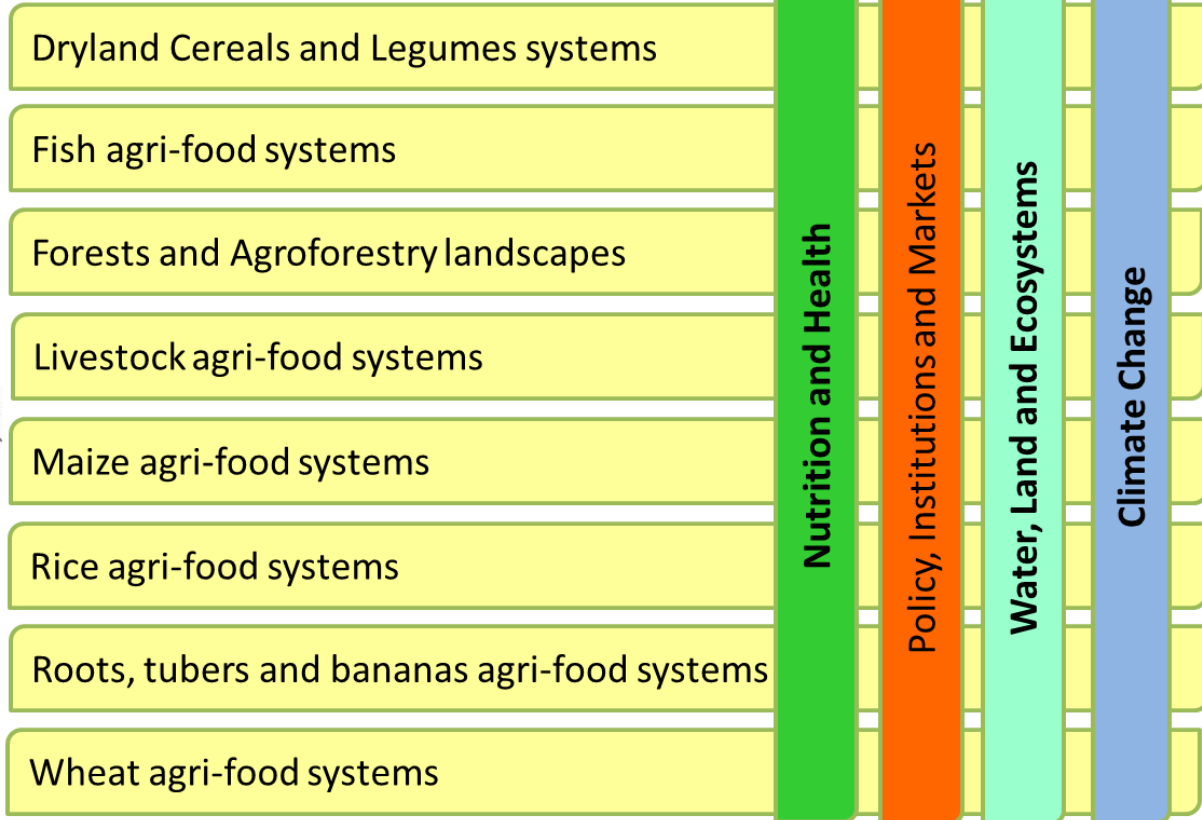 Dryland Cereals and Legumes systems
Fish agri-food systems
Forests and Agroforestry landscapes
Livestock agri-food systems
Maize agri-food systems
Rice agri-food systems
Roots, tubers and bananas agri-food systems
Wheat agri-food systems
Nutrition and Health
Policy, Institutions and Markets
Water, Land and Ecosystems
Climate Change